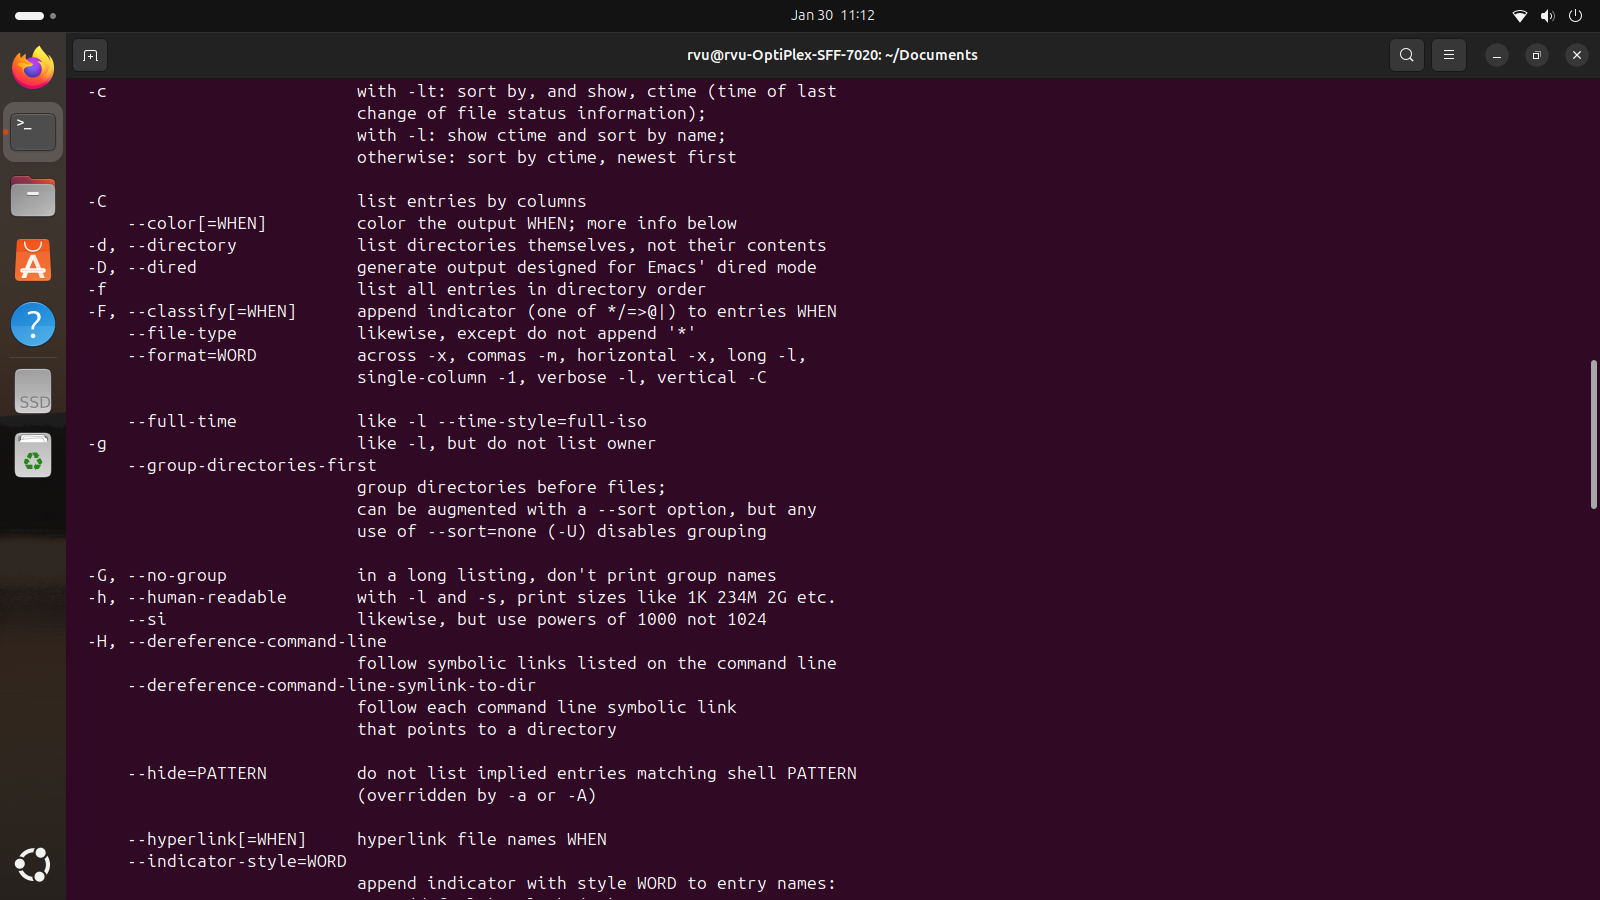 Jan 30 11:12
rvu@rvu-OptiPlex-SFF-7020: ~/Documents
-c with -lt: sort by, and show, ctime (time of last
change of file status information);
with -l: show ctime and sort by name;
otherwise: sort by ctime, newest first
-C list entries by columns
--color[=WHEN] color the output WHEN; more info below
-d, --directory list directories themselves, not their contents
-D, --dired generate output designed for Emacs' dired mode
-f list all entries in directory order
-F, --classify[=WHEN] append indicator (one of */=>@|) to entries WHEN
--file-type likewise, except do not append '*'
--format=WORD across -x, commas -m, horizontal -x, long -l,
single-column -1, verbose -l, vertical -C
--full-time like -l --time-style=full-iso
-g like -l, but do not list owner
--group-directories-first
group directories before files;
can be augmented with a --sort option, but any
use of --sort=none (-U) disables grouping
-G, --no-group in a long listing, don't print group names
-h, --human-readable with -l and -s, print sizes like 1K 234M 2G etc.
--si likewise, but use powers of 1000 not 1024
-H, --dereference-command-line
follow symbolic links listed on the command line
--dereference-command-line-symlink-to-dir
follow each command line symbolic link
that points to a directory
--hide=PATTERN do not list implied entries matching shell PATTERN
(overridden by -a or -A)
--hyperlink[=WHEN] hyperlink file names WHEN
--indicator-style=WORD
append indicator with style WORD to entry names:
SSD